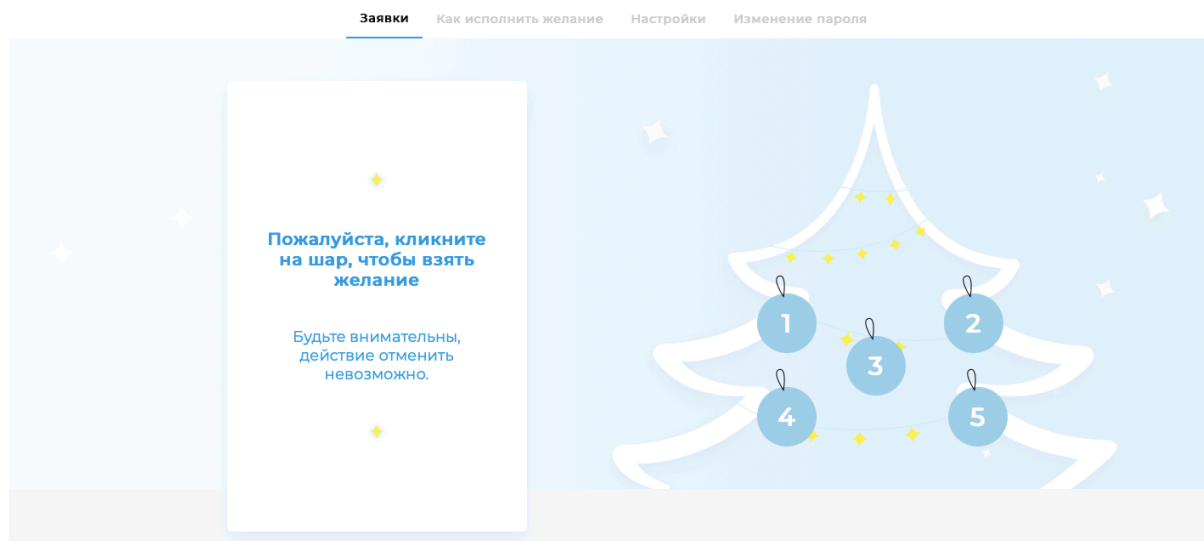 Заявки Как исполнить желание Настройки Изменение пароля
Пожалуйста, кликните
на шар, чтобы взять
желание
Будьте внимательны,
действие отменить
невозможно.
1
2
3
4
5